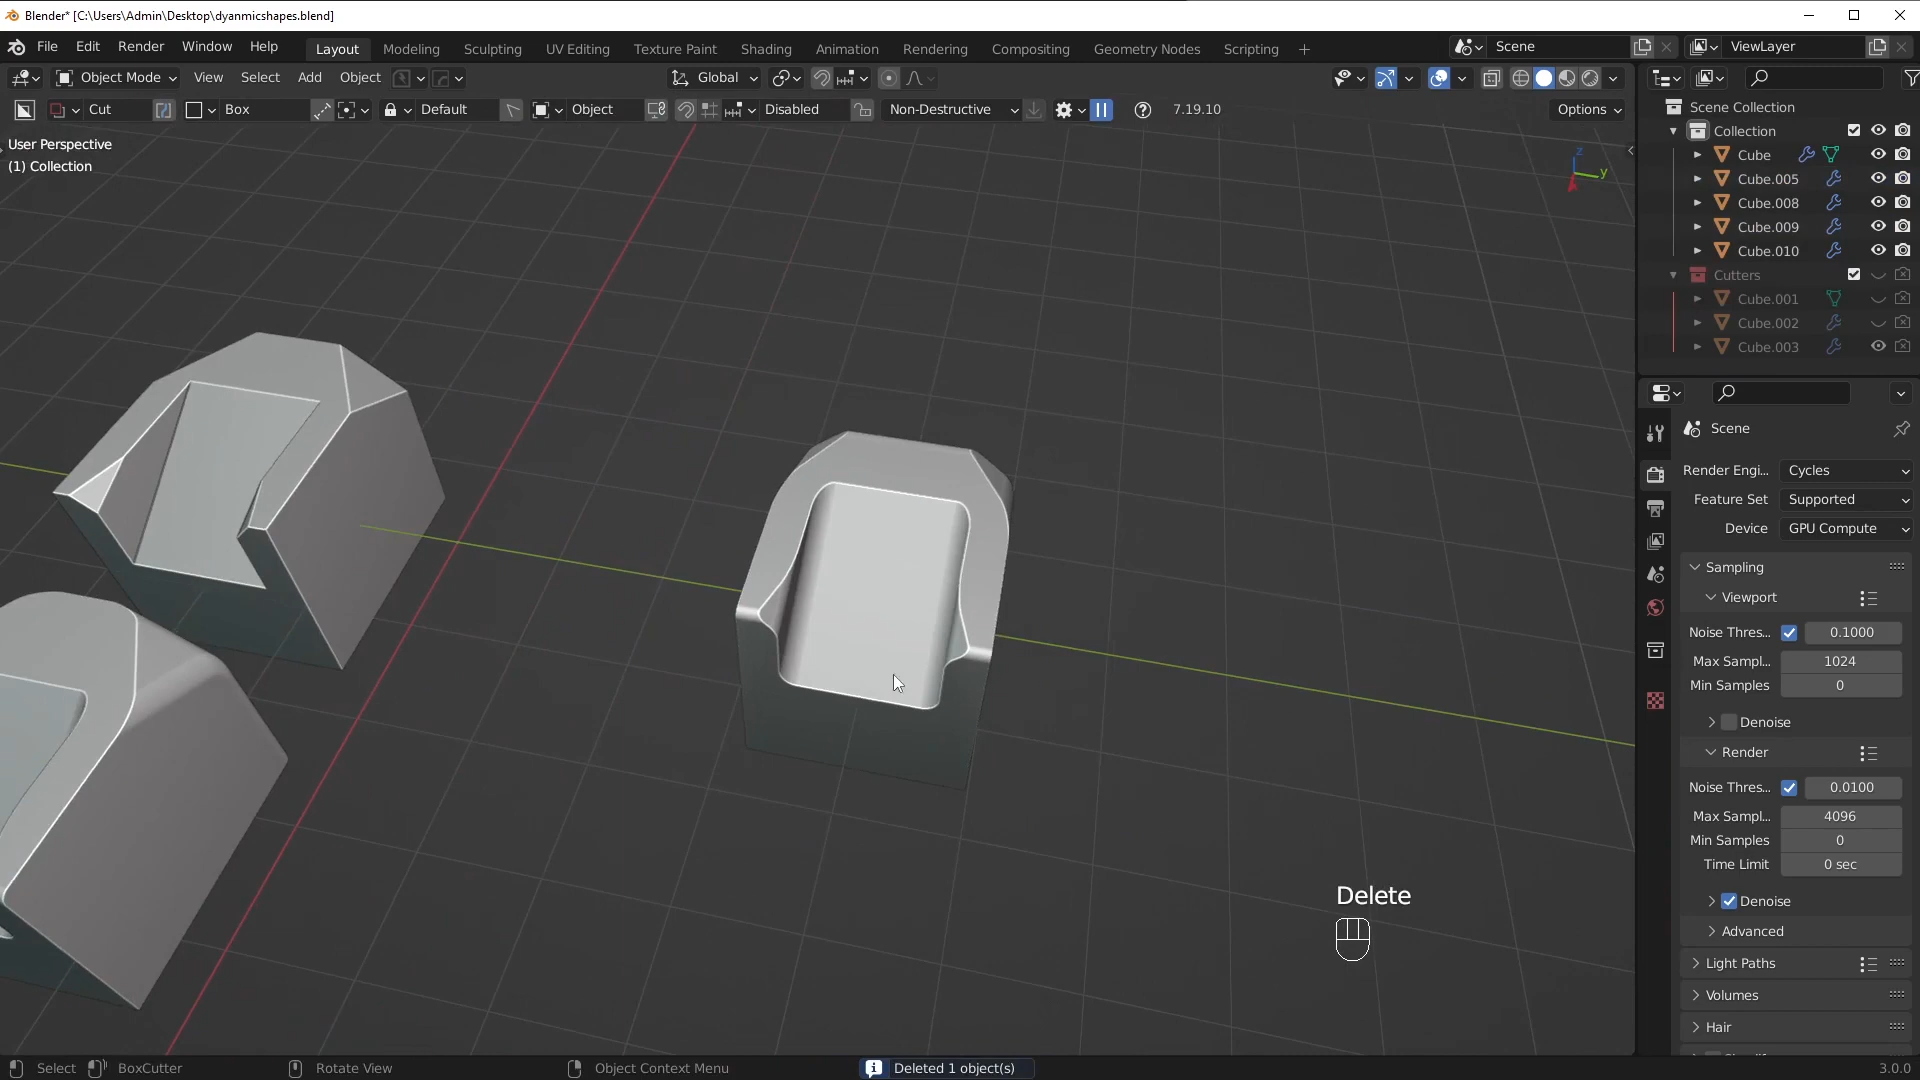 Blender* [C:\Users\Admin\Desktop\dyanmicshapes.blend]
File Edit Render Window Help Layout Modeling Sculpting UV Editing Texture Paint Shading Animation Rendering Compositing Geometry Nodes Scripting + Scene ViewLayer
Object Mode View Select Add Object Global
Cut Box Default Object Disabled Non-Destructive 7.19.10 Options
User Perspective
(1) Collection
z
y
Scene Collection
Collection
Cube
Cube.005
Cube.008
Cube.009
Cube.010
Cutters
Cube.001
Cube.002
Cube.003
Scene
Render Engi... Cycles
Feature Set Supported
Device GPU Compute
Sampling
Viewport
Noise Thres... 0.1000
Max Sampl... 1024
Min Samples 0
Denoise
Render
Noise Thres... 0.0100
Max Sampl... 4096
Min Samples 0
Time Limit 0 sec
Denoise
Advanced
Light Paths
Volumes
Hair
Delete
Select BoxCutter Rotate View Object Context Menu Deleted 1 object(s) 3.0.0